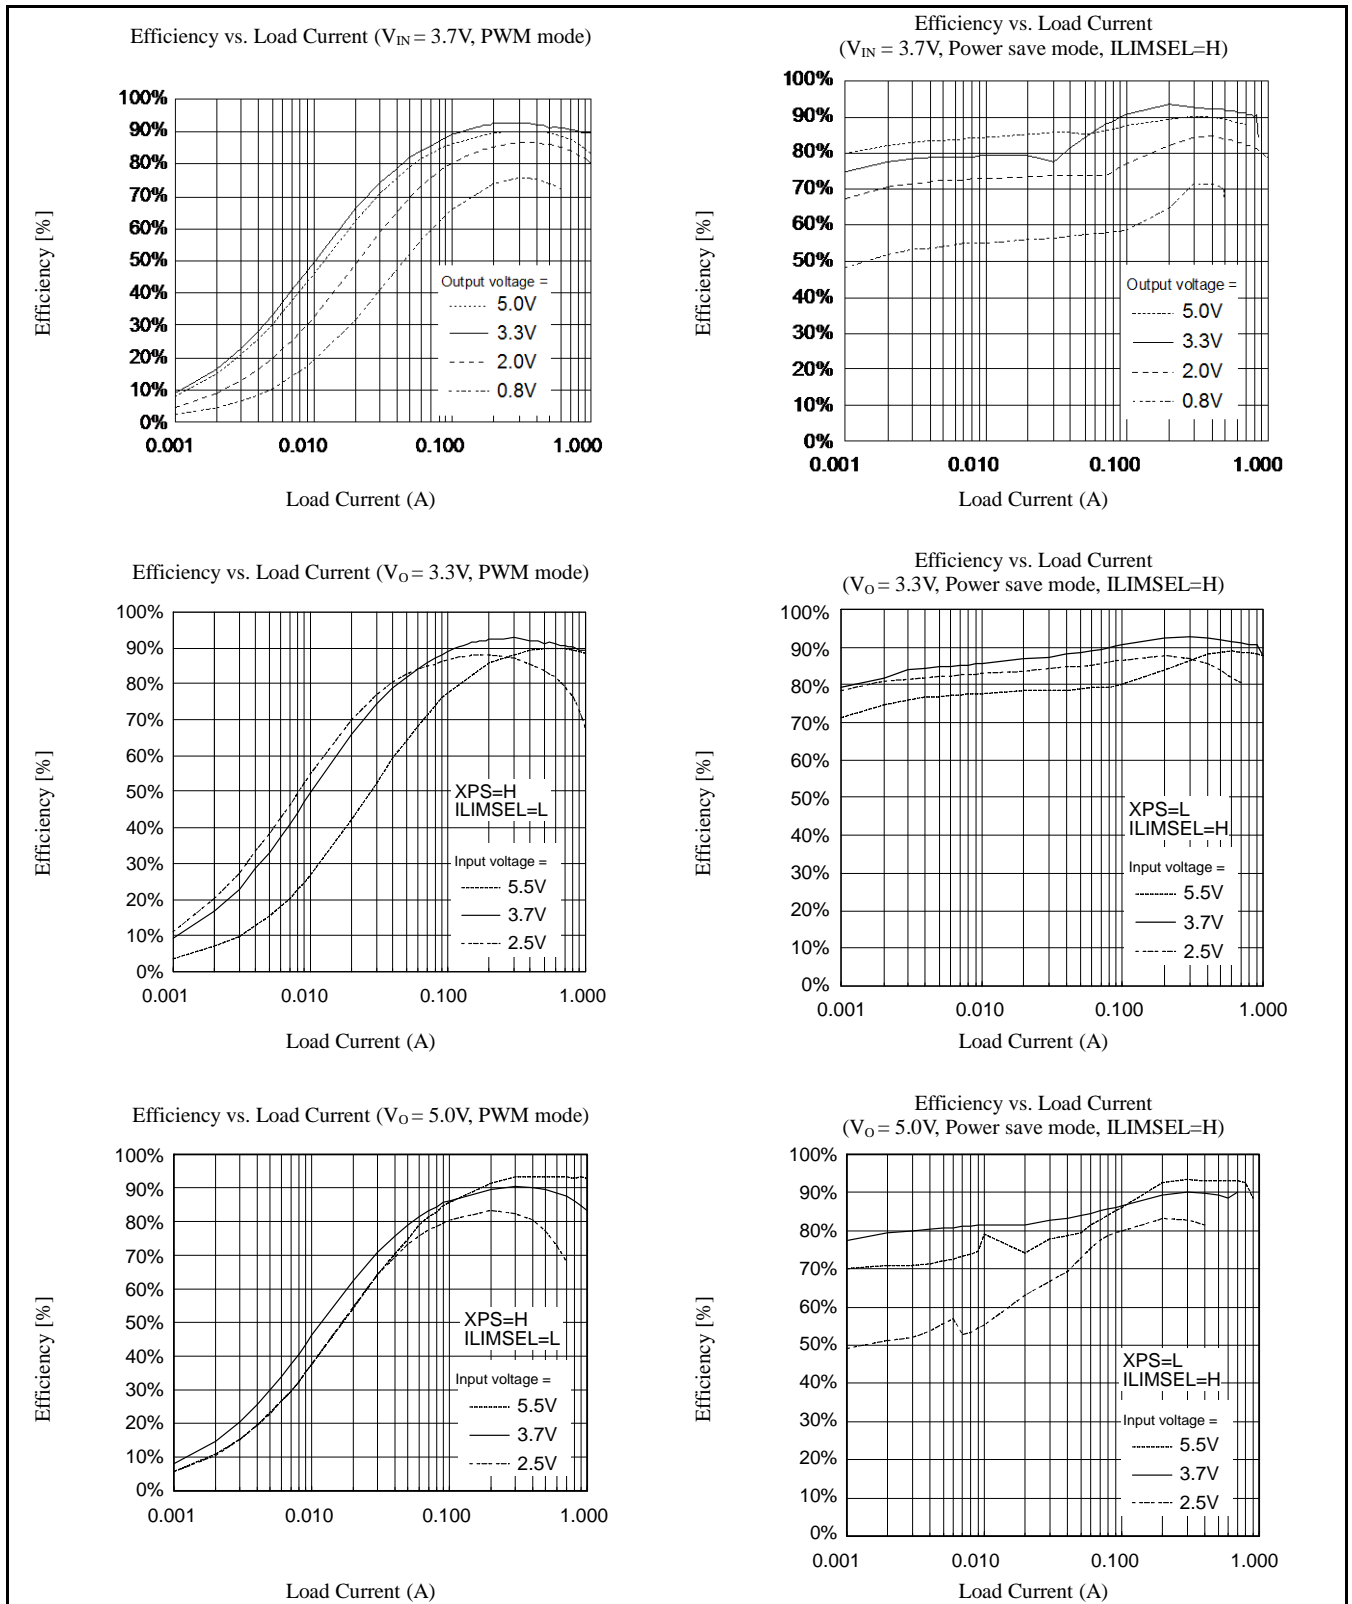 Efficiency vs. Load Current (VIN = 3.7V, PWM mode)
Efficiency [%]
100%
90%
80%
70%
60%
50%
40%
30%
20%
10%
0%
0.001 0.010 0.100 1.000
Output voltage =
5.0V
3.3V
2.0V
0.8V
Load Current (A)
Efficiency vs. Load Current
(VIN = 3.7V, Power save mode, ILIMSEL=H)
Efficiency [%]
100%
90%
80%
70%
60%
50%
40%
30%
20%
10%
0%
0.001 0.010 0.100 1.000
Output voltage =
5.0V
3.3V
2.0V
0.8V
Load Current (A)
Efficiency vs. Load Current (VO = 3.3V, PWM mode)
Efficiency [%]
100%
90%
80%
70%
60%
50%
40%
30%
20%
10%
0%
0.001 0.010 0.100 1.000
XPS=H
ILIMSEL=L
Input voltage =
5.5V
3.7V
2.5V
Load Current (A)
Efficiency vs. Load Current
(VO = 3.3V, Power save mode, ILIMSEL=H)
Efficiency [%]
100%
90%
80%
70%
60%
50%
40%
30%
20%
10%
0%
0.001 0.010 0.100 1.000
XPS=L
ILIMSEL=H
Input voltage =
5.5V
3.7V
2.5V
Load Current (A)
Efficiency vs. Load Current (VO = 5.0V, PWM mode)
Efficiency [%]
100%
90%
80%
70%
60%
50%
40%
30%
20%
10%
0%
0.001 0.010 0.100 1.000
XPS=H
ILIMSEL=L
Input voltage =
5.5V
3.7V
2.5V
Load Current (A)
Efficiency vs. Load Current
(VO = 5.0V, Power save mode, ILIMSEL=H)
Efficiency [%]
100%
90%
80%
70%
60%
50%
40%
30%
20%
10%
0%
0.001 0.010 0.100 1.000
XPS=L
ILIMSEL=H
Input voltage =
5.5V
3.7V
2.5V
Load Current (A)